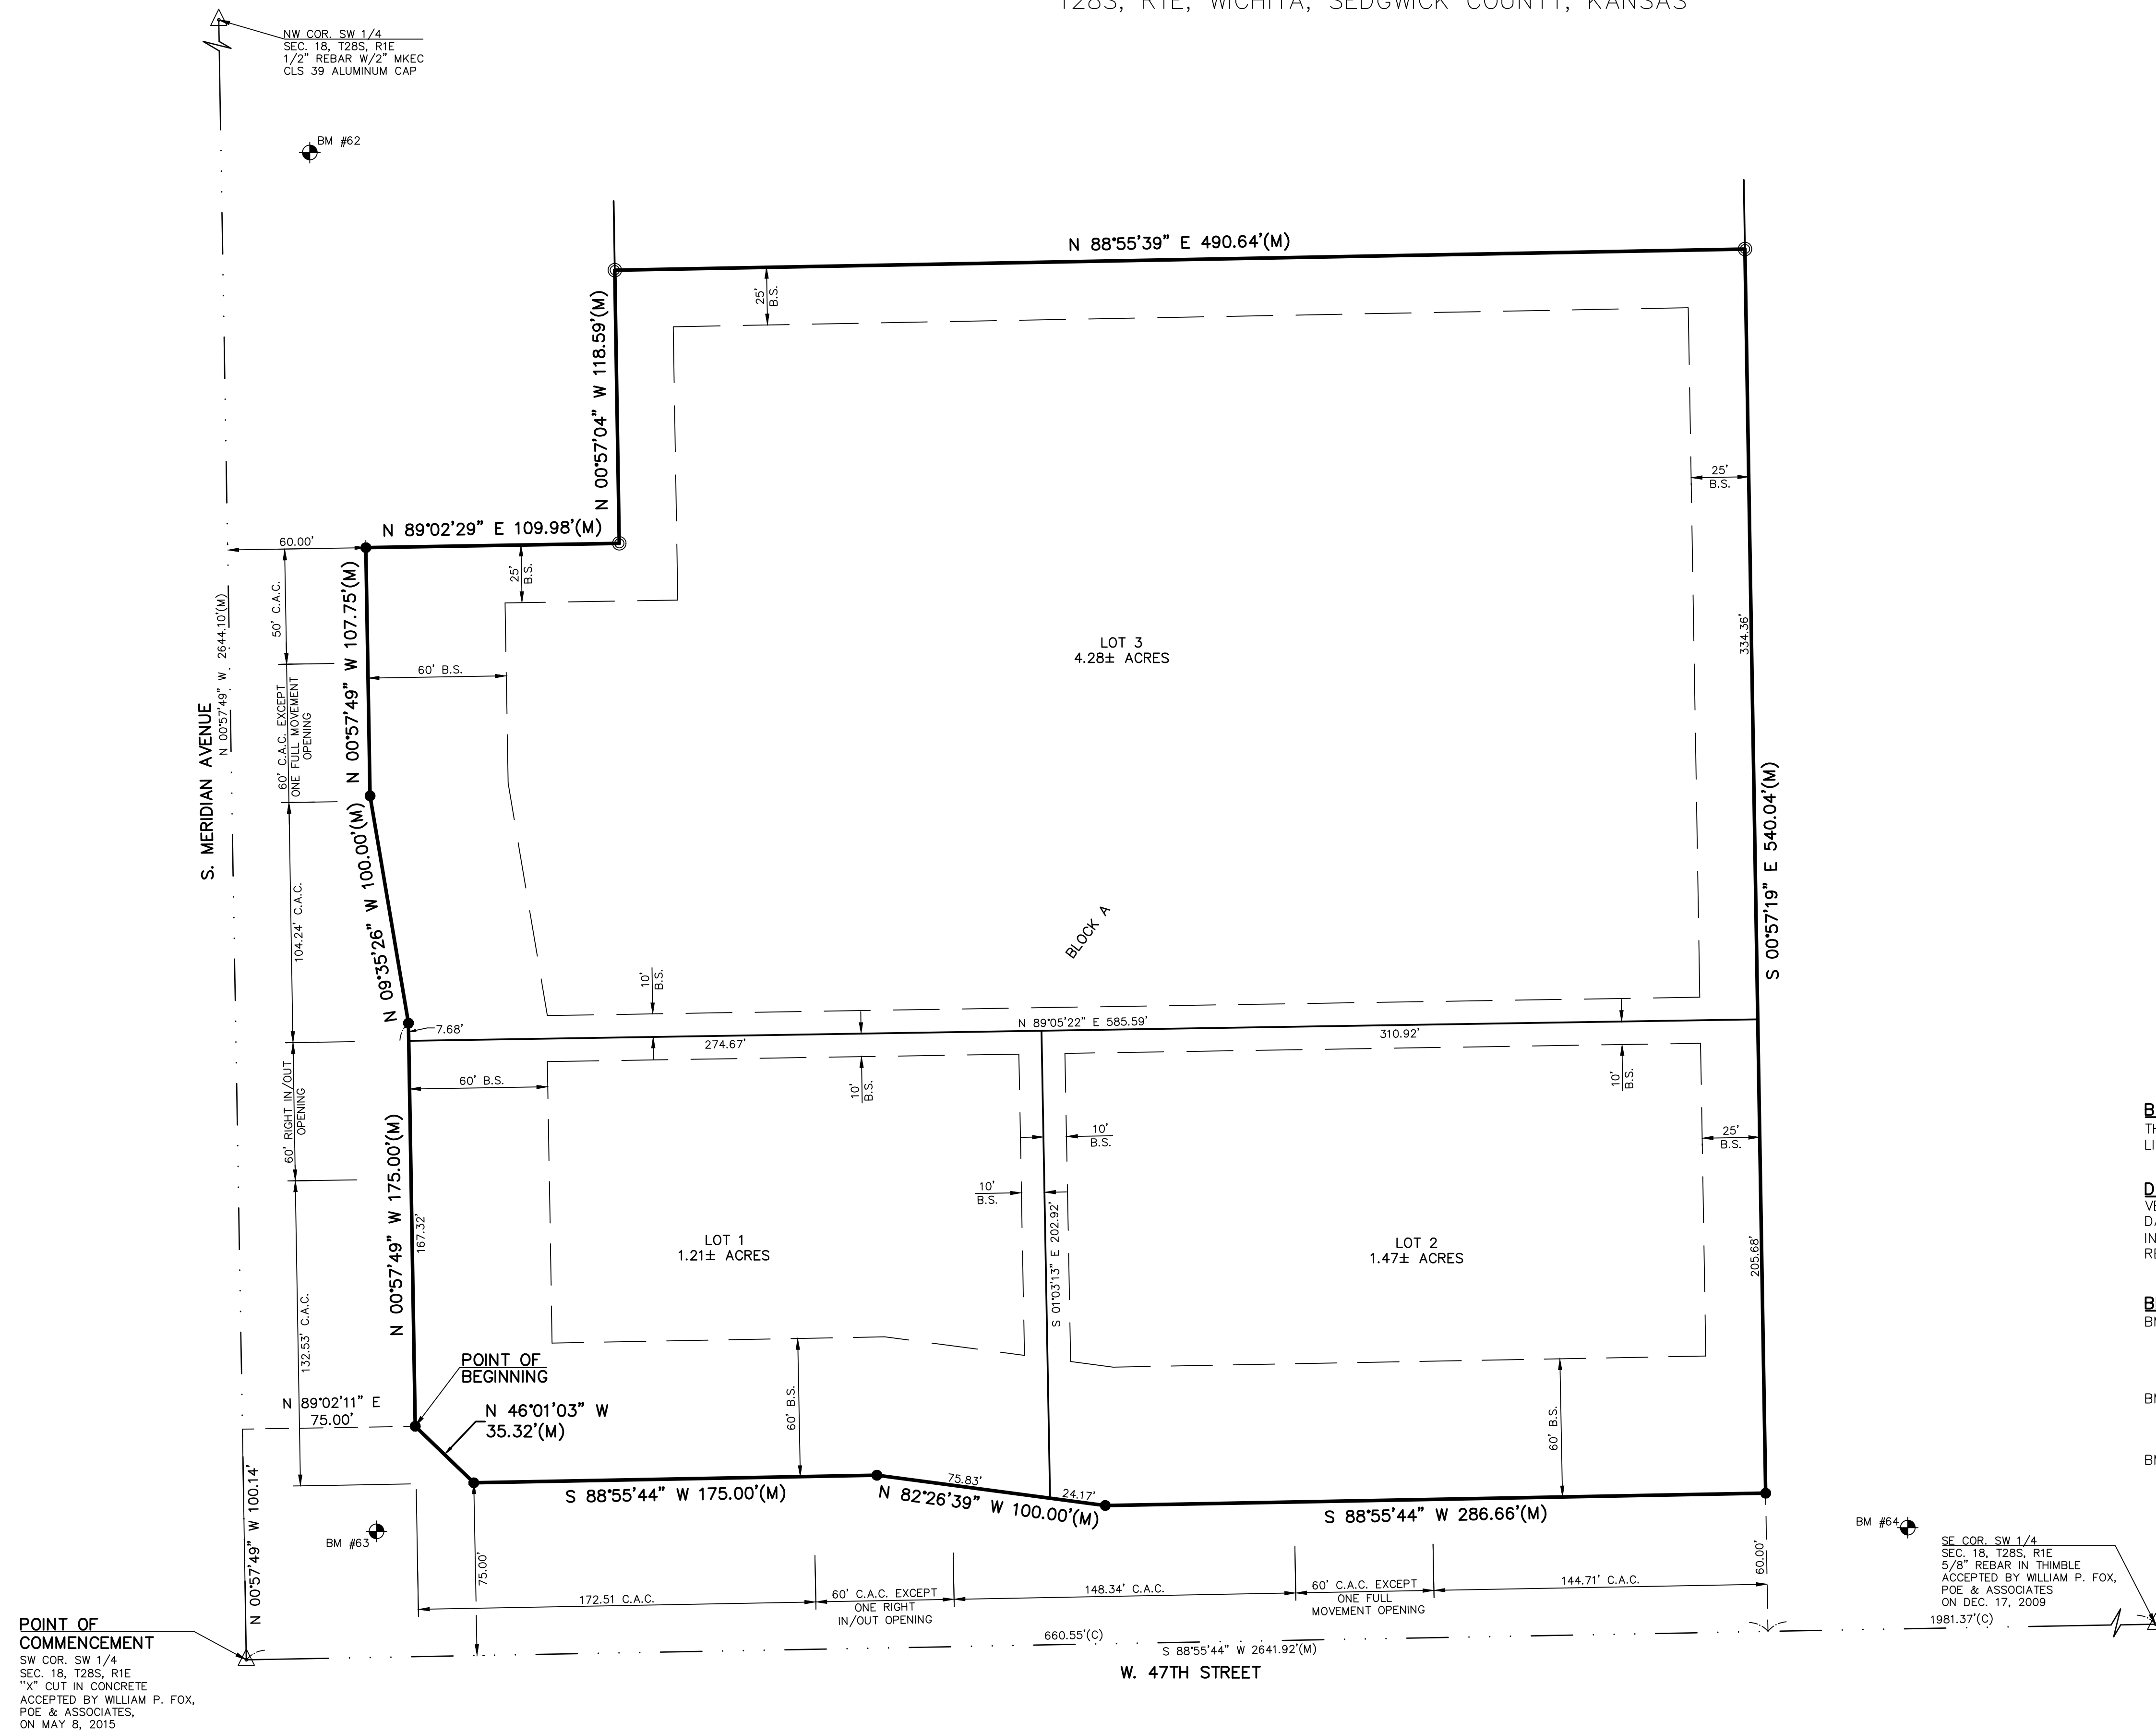 T28S, R1E, WICHITA, SEDGWICK COUNTY, KANSAS
NW COR. SW 1/4
SEC. 18, T28S, R1E
1/2" REBAR W/2" MKEC
CLS 39 ALUMINUM CAP
BM #62
N 88°55'39" E 490.64'(M)
25'
B.S.
N 00°57'04" W 118.59'(M)
25'
B.S.
N 89°02'29" E 109.98'(M)
60.00'
25'
B.S.
50' C.A.C.
N 00°57'49" W 107.75'(M)
N 00°57'49" W 2644.10'(M)
S. MERIDIAN AVENUE
60' C.A.C. EXCEPT
ONE FULL MOVEMENT
OPENING
60' B.S.
LOT 3
4.28± ACRES
334.36'
S 00°57'19" E 540.04'(M)
N 09°35'26" W 100.00'(M)
104.24' C.A.C.
BLOCK A
10'
B.S.
7.68'
N 89°05'22" E 585.59'
274.67'
310.92'
60' B.S.
10'
B.S.
10'
B.S.
60' RIGHT IN/OUT
OPENING
10'
B.S.
25'
B.S.
10'
B.S.
N 00°57'49" W 175.00'(M)
167.32'
S 01°03'13" E 202.92'
LOT 1
1.21± ACRES
LOT 2
1.47± ACRES
205.68'
132.53' C.A.C.
POINT OF
BEGINNING
N 89°02'11" E
75.00'
N 46°01'03" W
35.32'(M)
60' B.S.
60' B.S.
75.83'
24.17'
S 88°55'44" W 175.00'(M)
N 82°26'39" W 100.00'(M)
S 88°55'44" W 286.66'(M)
N 00°57'49" W 100.14'
BM #63
75.00'
60.00'
BM #64
SE COR. SW 1/4
SEC. 18, T28S, R1E
5/8" REBAR IN THIMBLE
ACCEPTED BY WILLIAM P. FOX,
POE & ASSOCIATES
ON DEC. 17, 2009
172.51 C.A.C.
60' C.A.C. EXCEPT
ONE RIGHT
IN/OUT OPENING
148.34' C.A.C.
60' C.A.C. EXCEPT
ONE FULL
MOVEMENT OPENING
144.71' C.A.C.
1981.37'(C)
660.55'(C)
S 88°55'44" W 2641.92'(M)
W. 47TH STREET
POINT OF
COMMENCEMENT
SW COR. SW 1/4
SEC. 18, T28S, R1E
"X" CUT IN CONCRETE
ACCEPTED BY WILLIAM P. FOX,
POE & ASSOCIATES,
ON MAY 8, 2015